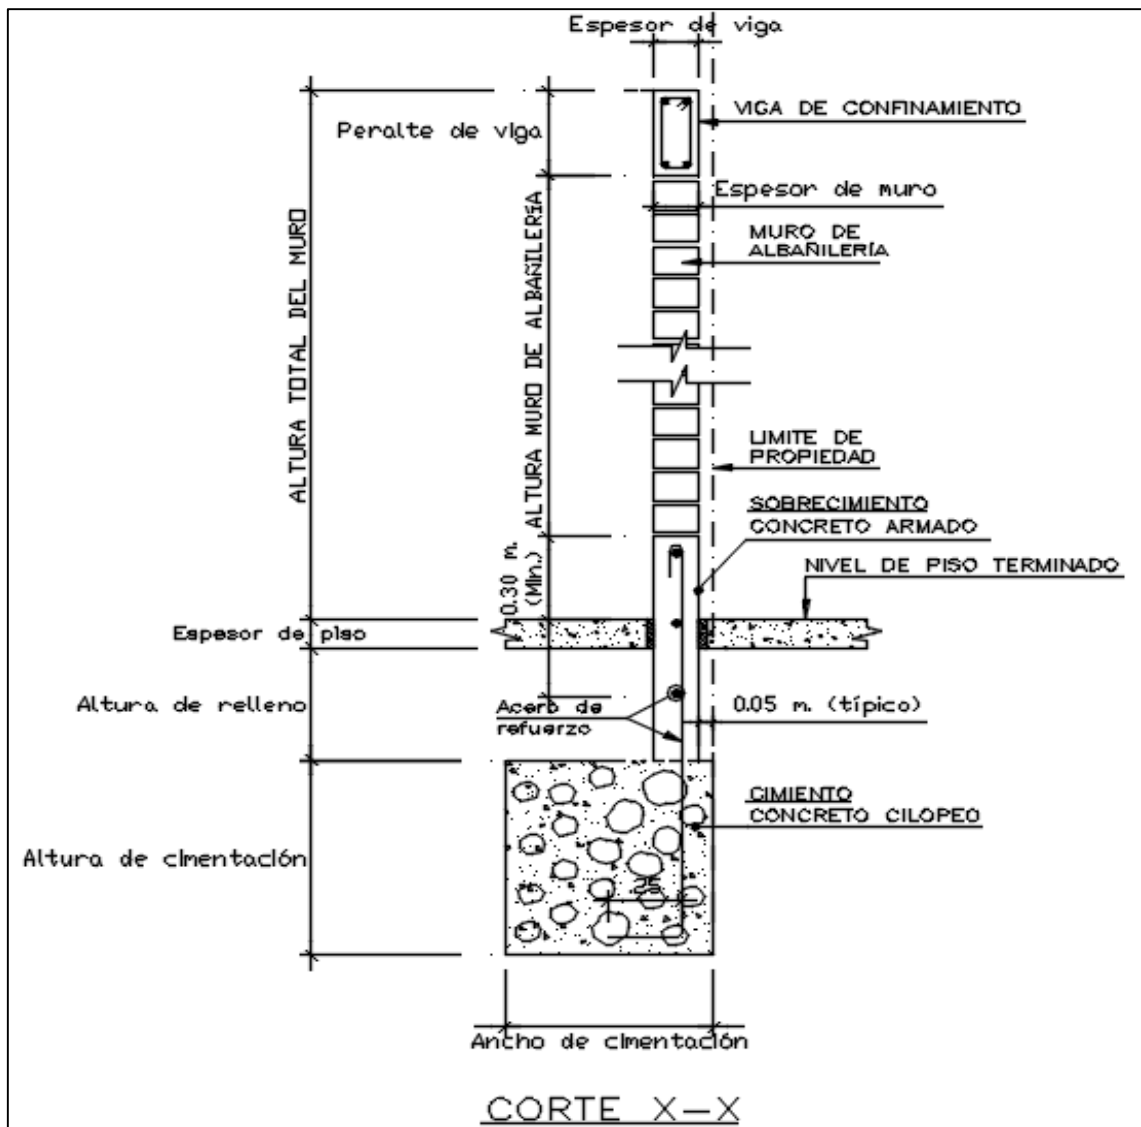 Espesor de viga
VIGA DE CONFINAMIENTO
Peralte de viga
Espesor de muro
MURO DE
ALBAÑILERÍA
ALTURA TOTAL DEL MURO
ALTURA MURO DE ALBAÑILERÍA
LIMITE DE
PROPIEDAD
SOBRECIMIENTO
CONCRETO ARMADO
0.30 m.
(Min.)
NIVEL DE PISO TERMINADO
Espesor de piso
Altura de relleno
Acero de
refuerzo
0.05 m. (típico)
CIMIENTO
CONCRETO CILOPEO
Altura de cimentación
.25
Ancho de cimentación
CORTE X-X